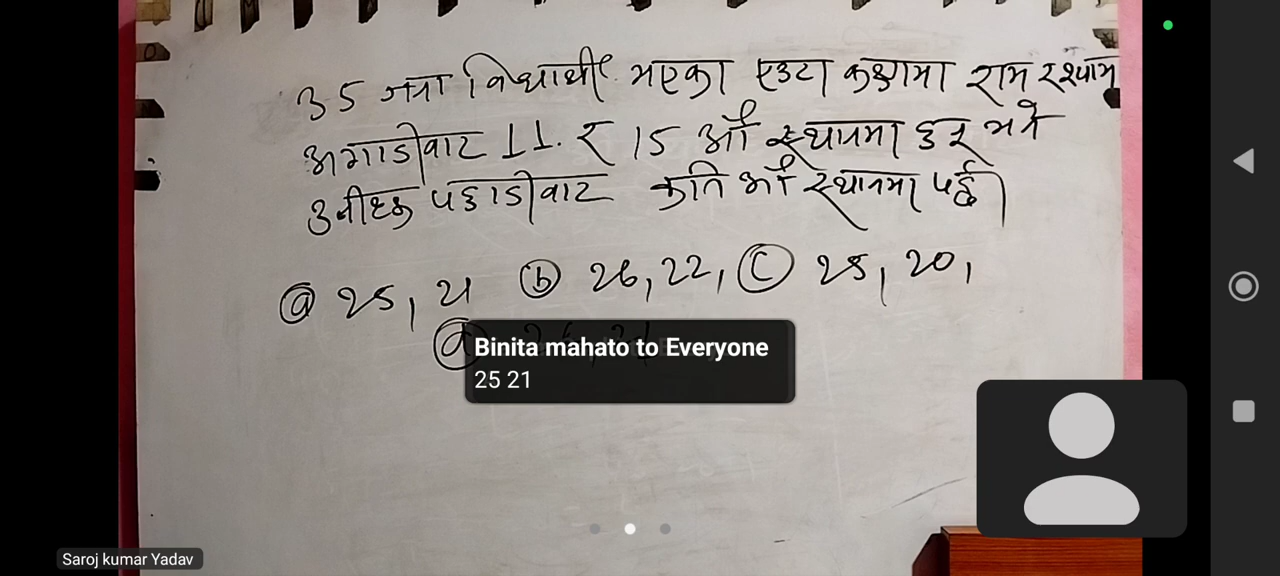 35 जना विद्यार्थी भएका एउटा कक्षामा राम र श्याम
अगाडीबाट 11. र 15 औं स्थानमा छन् भने
उनीहरू पछाडीबाट कति औं स्थानमा पर्छन्
ⓐ 25, 21 ⓑ 26, 22, ⓒ 25, 20,
ⓓ
Binita mahato to Everyone
25 21
Saroj kumar Yadav